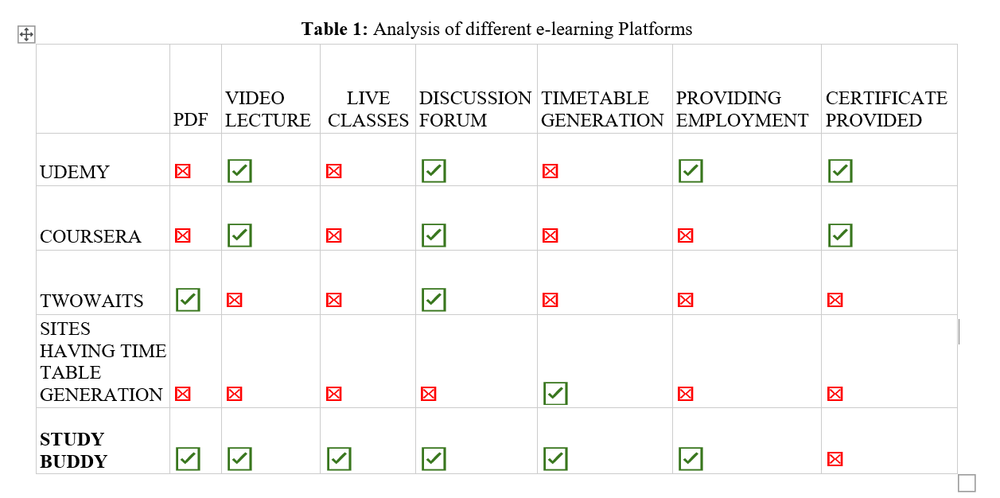 Table 1: Analysis of different e-learning Platforms
PDF
VIDEO
LECTURE
LIVE
CLASSES
DISCUSSION
FORUM
TIMETABLE
GENERATION
PROVIDING
EMPLOYMENT
CERTIFICATE
PROVIDED
UDEMY
COURSERA
TWOWAITS
SITES
HAVING TIME
TABLE
GENERATION
STUDY
BUDDY